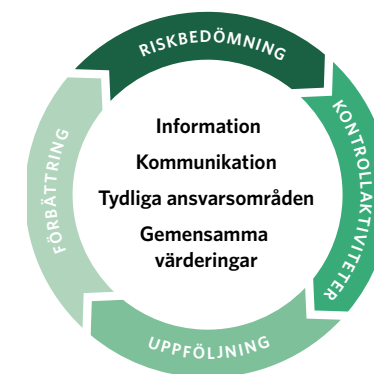 RISKBEDÖMNING
KONTROLLAKTIVITETER
UPPFÖLJNING
FÖRBÄTTRING
Information
Kommunikation
Tydliga ansvarsområden
Gemensamma
värderingar